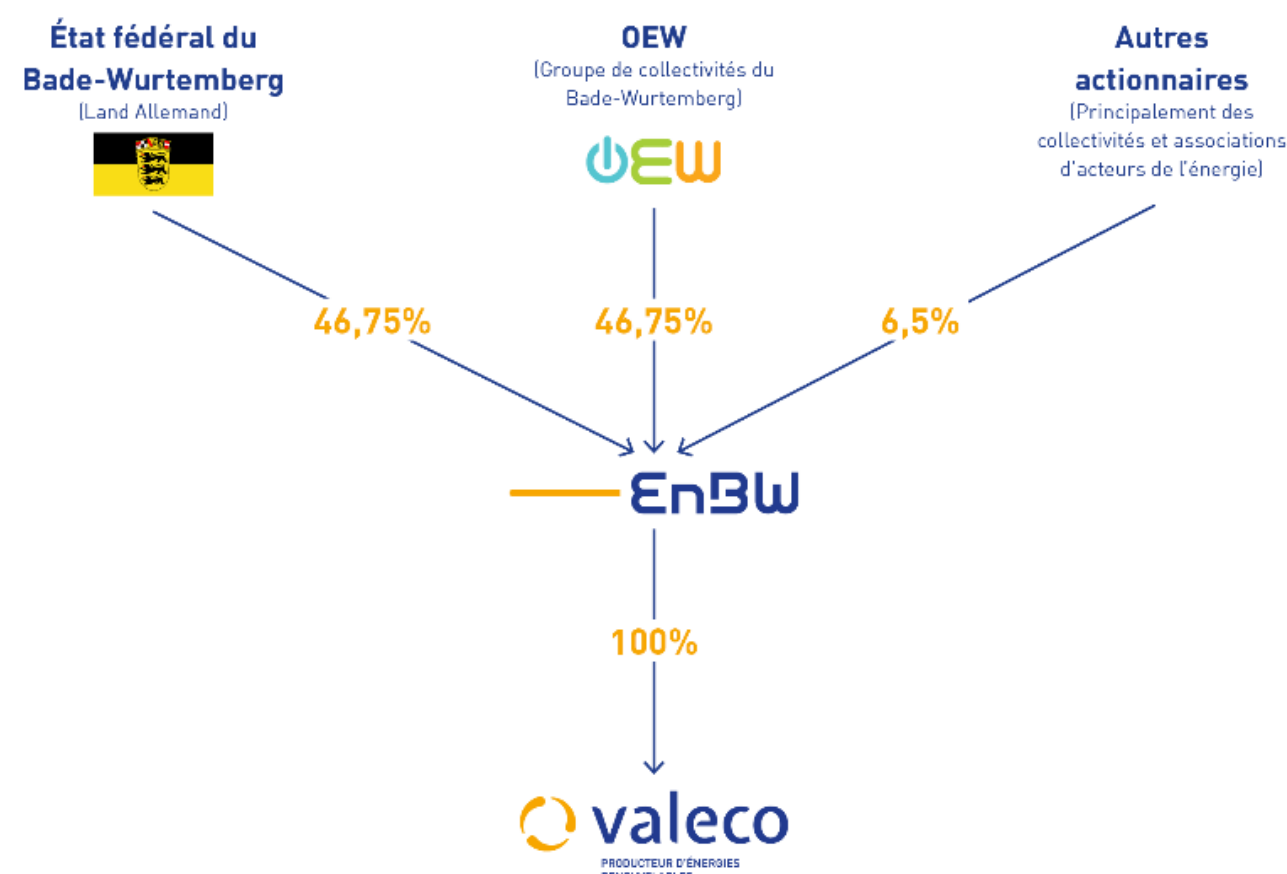 État fédéral du
Bade-Wurtemberg
(Land Allemand)
OEW
(Groupe de collectivités du
Bade-Wurtemberg)
OEW
Autres
actionnaires
(Principalement des
collectivités et associations
d'acteurs de l'énergie)
46,75%
46,75%
6,5%
EnBW
100%
valeco
PRODUCTEUR D'ÉNERGIES